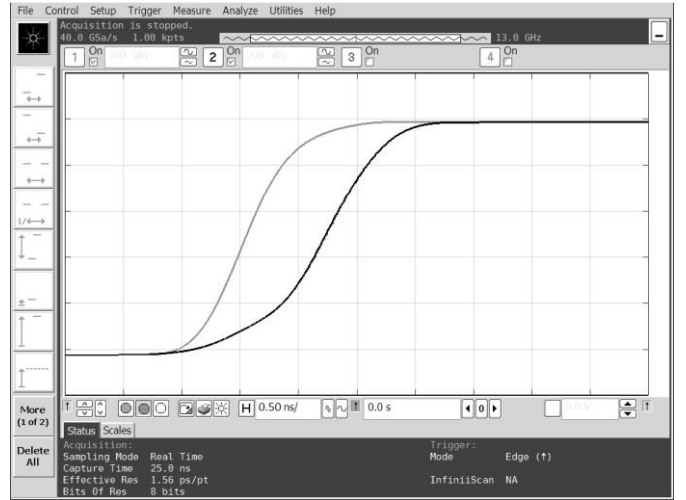 File Control Setup Trigger Measure Analyze Utilities Help
Acquisition is stopped.
40.0 GSa/s 1.00 kpts 13.0 GHz
1 On 2 On 3 On 4 On
1/
More
(1 of 2)
Delete
All
H 0.50 ns/ 0.0 s 0
Status Scales
Acquisition: Trigger:
Sampling Mode Real Time Mode Edge (↑)
Capture Time 25.0 ns
Effective Res 1.56 ps/pt InfiniiScan NA
Bits Of Res 8 bits